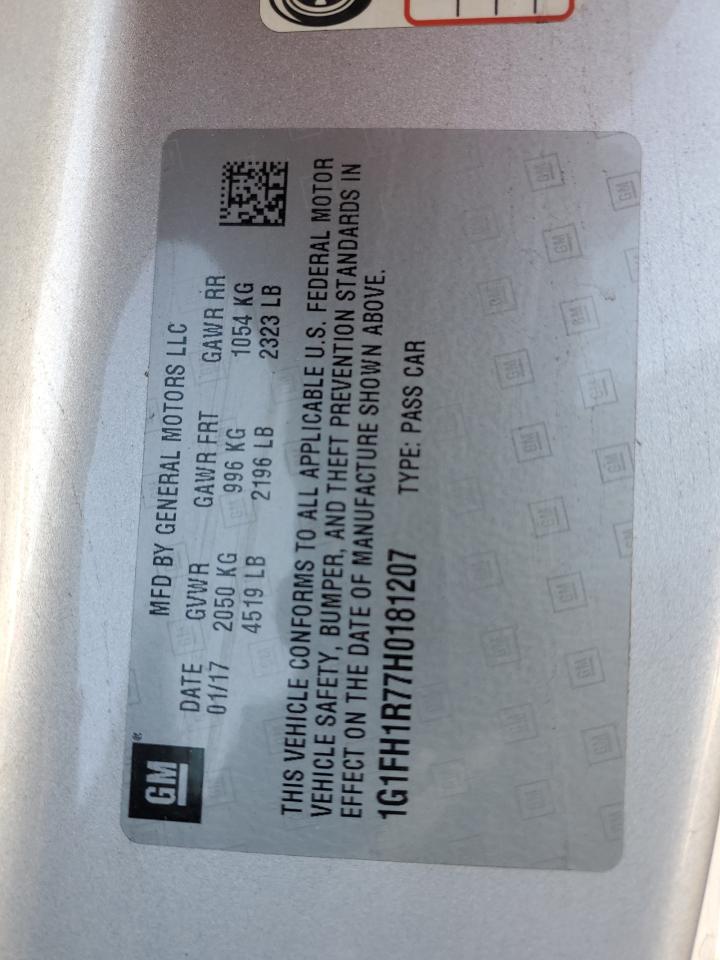 GM®
MFD BY GENERAL MOTORS LLC
DATE GVWR GAWR FRT GAWR RR
01/17 2050 KG 996 KG 1054 KG
4519 LB 2196 LB 2323 LB
THIS VEHICLE CONFORMS TO ALL APPLICABLE U.S. FEDERAL MOTOR
VEHICLE SAFETY, BUMPER, AND THEFT PREVENTION STANDARDS IN
EFFECT ON THE DATE OF MANUFACTURE SHOWN ABOVE.
1G1FH1R77H0181207 TYPE: PASS CAR